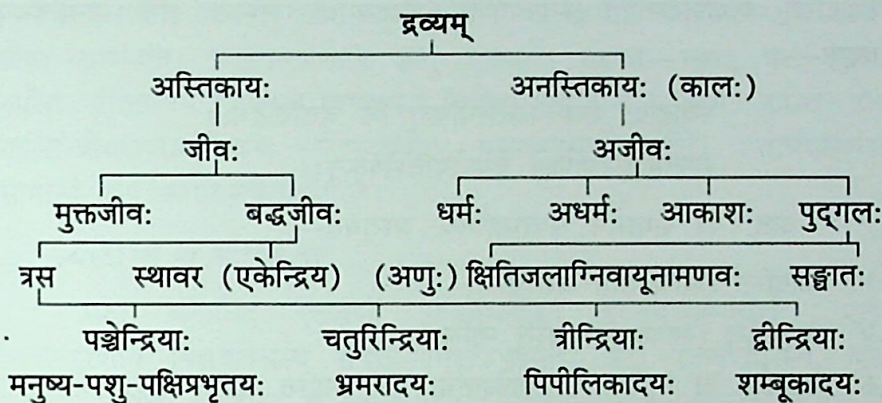 द्रव्यम्
अस्तिकायः अनस्तिकायः (कालः)
जीवः अजीवः
मुक्तजीवः बद्धजीवः धर्मः अधर्मः आकाशः पुद्गलः
त्रस स्थावर (एकेन्द्रिय) (अणुः) क्षितिजलाग्निवायूनामणवः सङ्घातः
पञ्चेन्द्रियाः चतुरिन्द्रियाः त्रीन्द्रियाः द्वीन्द्रियाः
मनुष्य-पशु-पक्षिप्रभृतयः भ्रमरादयः पिपीलिकादयः शम्बूकादयः